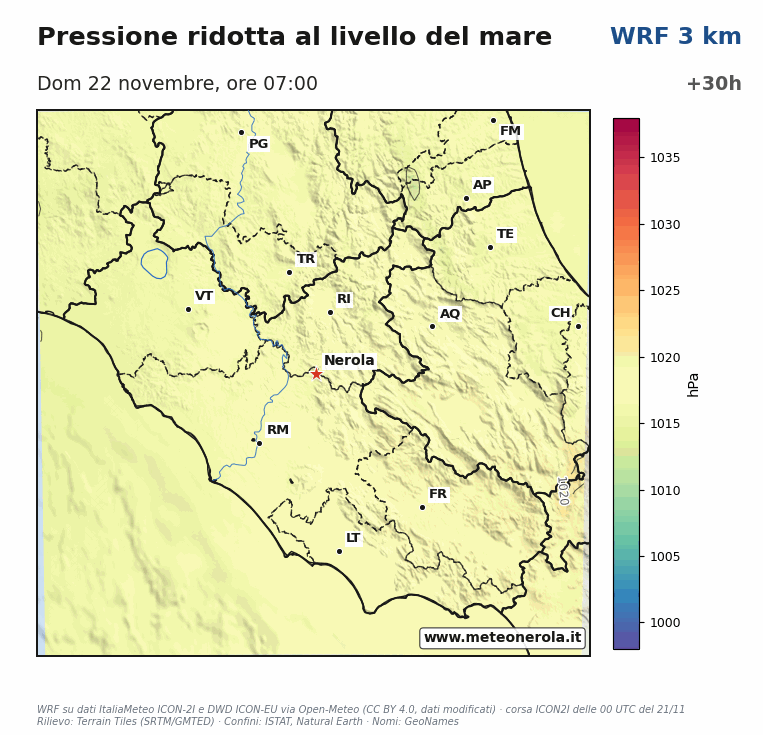 Pressione ridotta al livello del mare
WRF 3 km
Dom 22 novembre, ore 07:00
+30h
FM
PG
AP
TE
TR
VT
RI
AQ
CH
Nerola
RM
FR
LT
1020
www.meteonerola.it
1035
1030
1025
1020
1015
1010
1005
1000
hPa
WRF su dati ItaliaMeteo ICON-2I e DWD ICON-EU via Open-Meteo (CC BY 4.0, dati modificati) · corsa ICON2I delle 00 UTC del 21/11
Rilievo: Terrain Tiles (SRTM/GMTED) · Confini: ISTAT, Natural Earth · Nomi: GeoNames